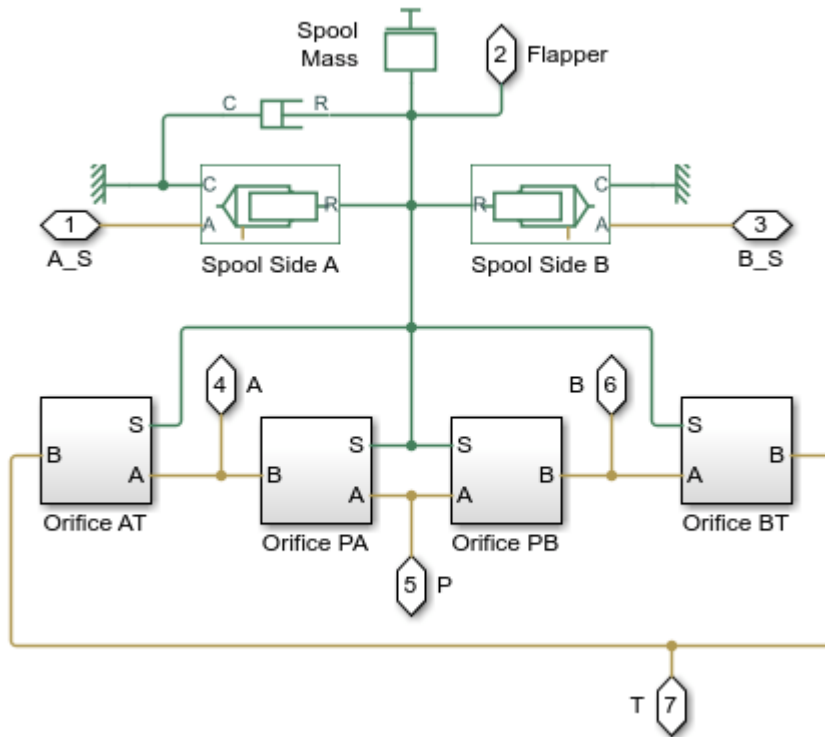 Spool
Mass
2 Flapper
C R
C R
R C
A
A
1
3
A_S
Spool Side A
Spool Side B
B_S
4 A
B 6
S
B
A
Orifice AT
S
B
A
Orifice PA
S
A
B
Orifice PB
S
B
A
Orifice BT
5 P
T 7